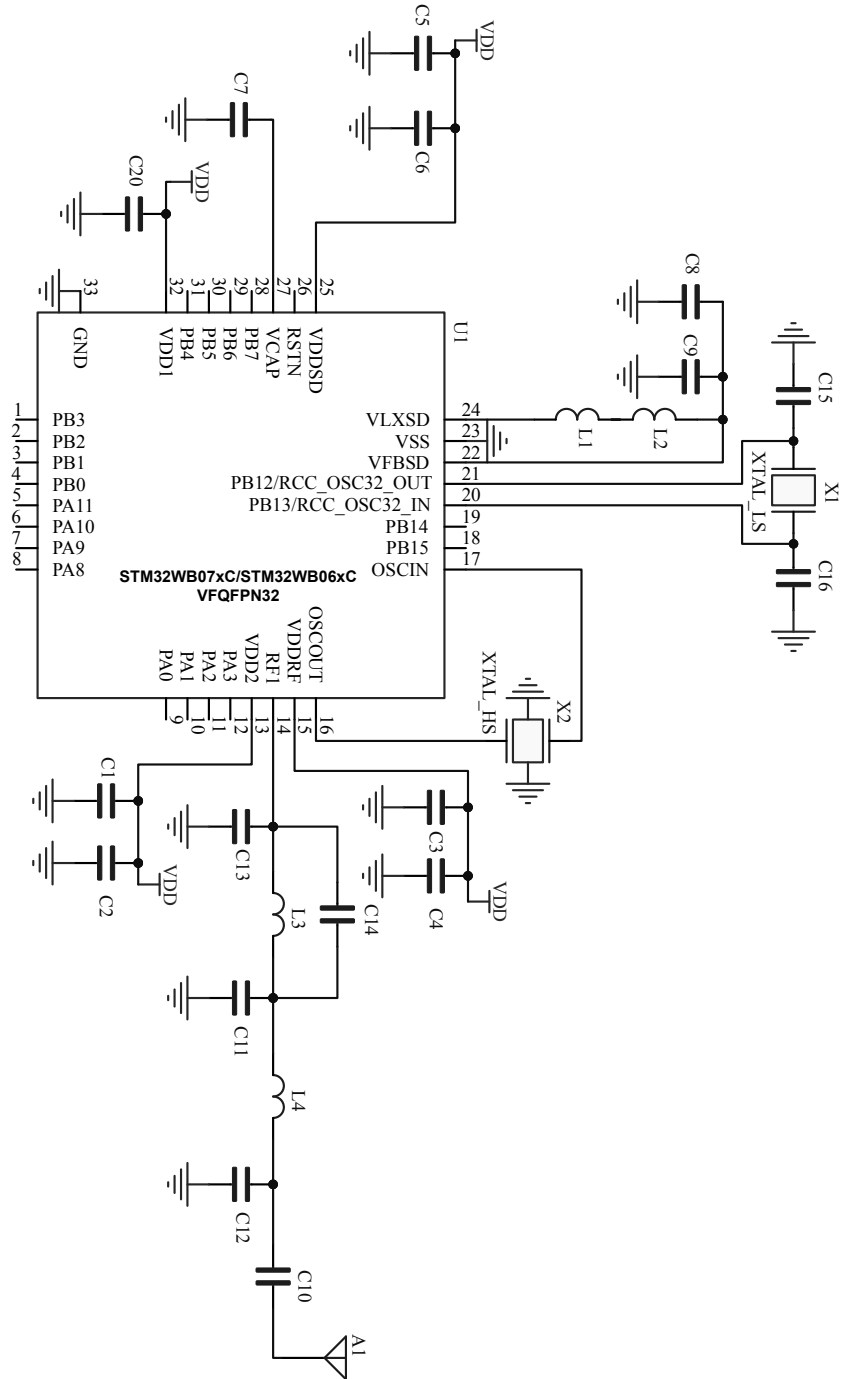 C5
VDD
C7
C6
C20
VDD
C8
33
32
31
30
29
28
27
26
25
C9
C15
GND
VDD1
PB4
PB5
PB6
PB7
VCAP
RSTN
VDDSD
U1
X1
XTAL_LS
L1
L2
1 PB3
2 PB2
3 PB1
4 PB0
5 PA11
6 PA10
7 PA9
8 PA8
VLXSD 24
VSS 23
VFBSD 22
PB12/RCC_OSC32_OUT 21
PB13/RCC_OSC32_IN 20
PB14 19
PB15 18
OSCIN 17
C16
STM32WB07xC/STM32WB06xC
VFQFPN32
PA0
PA1
PA2
PA3
VDD2
RF1
VDDRF
OSCOUT
9
10
11
12
13
14
15
16
XTAL_HS
X2
C1
C2
VDD
C13
C3
C4
VDD
L3
C14
C11
L4
C12
C10
A1